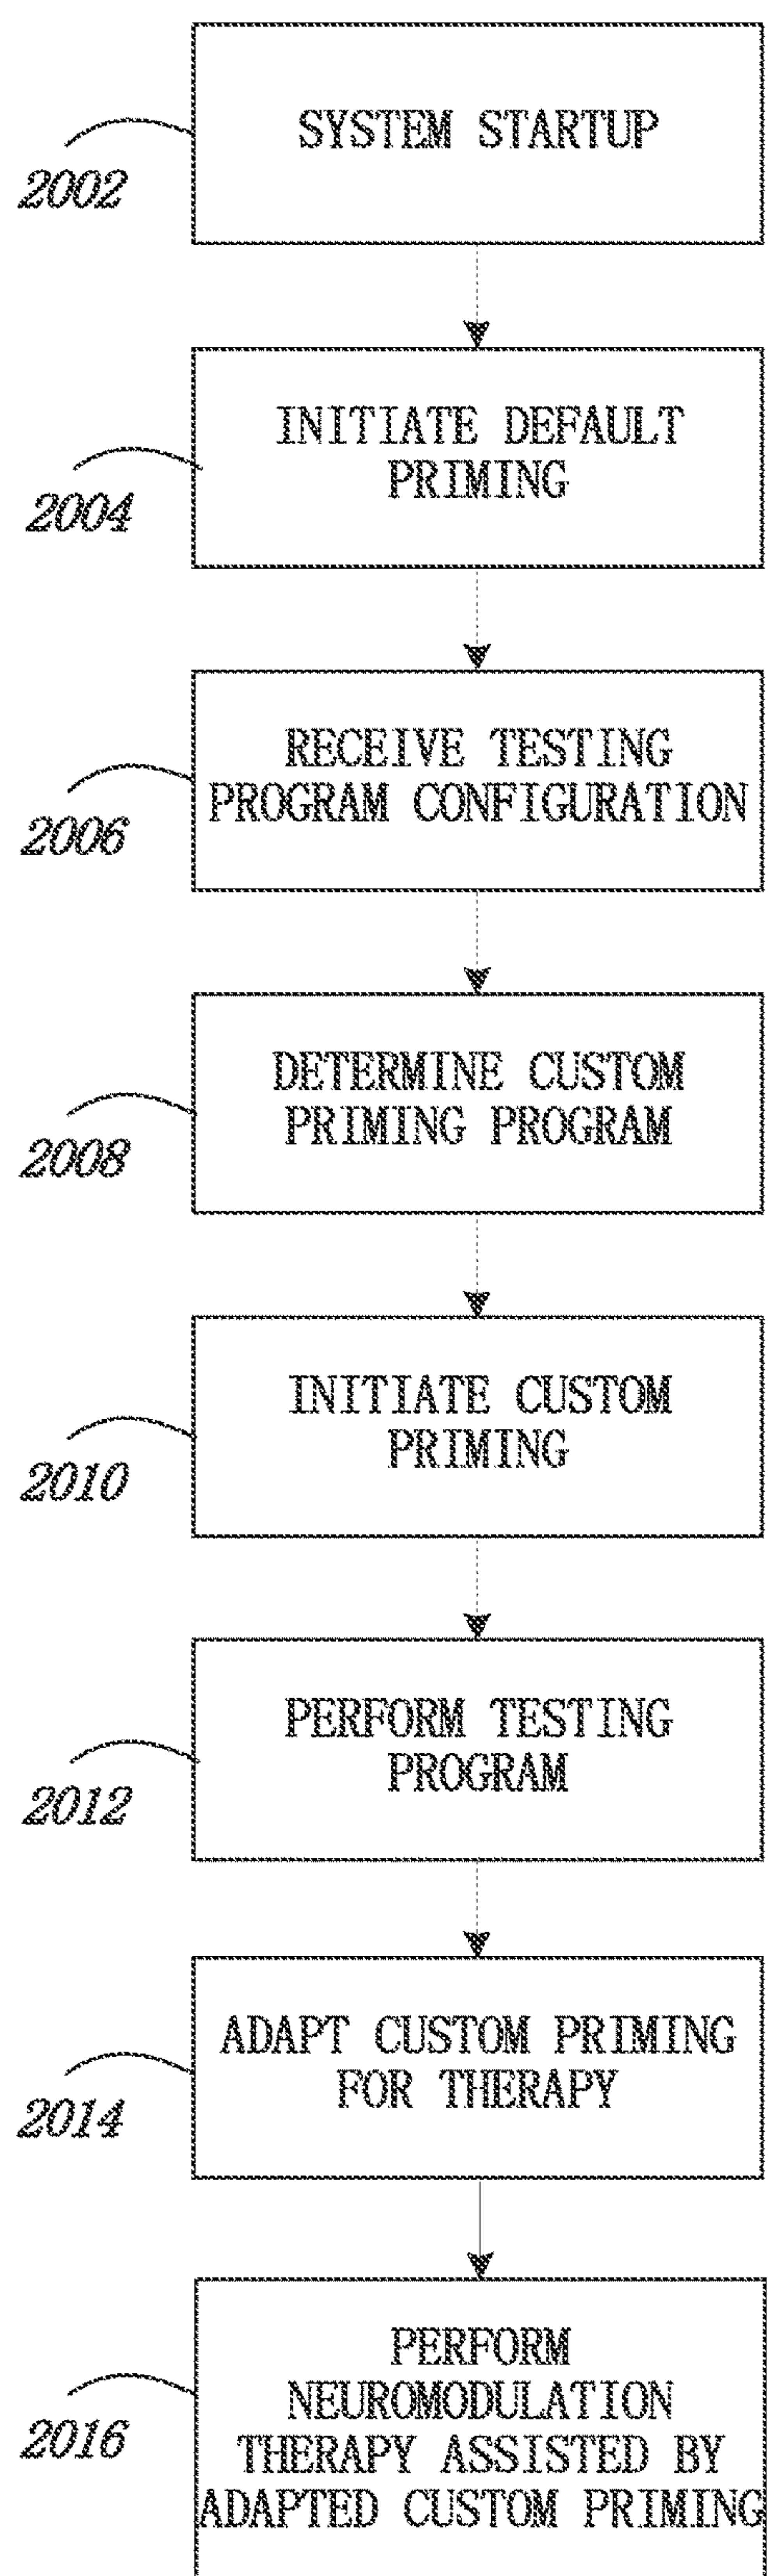 SYSTEM STARTUP
2002
INITIATE DEFAULT
PRIMING
2004
RECEIVE TESTING
PROGRAM CONFIGURATION
2006
DETERMINE CUSTOM
PRIMING PROGRAM
2008
INITIATE CUSTOM
PRIMING
2010
PERFORM TESTING
PROGRAM
2012
ADAPT CUSTOM PRIMING
FOR THERAPY
2014
PERFORM
NEUROMODULATION
THERAPY ASSISTED BY
ADAPTED CUSTOM PRIMING
2016